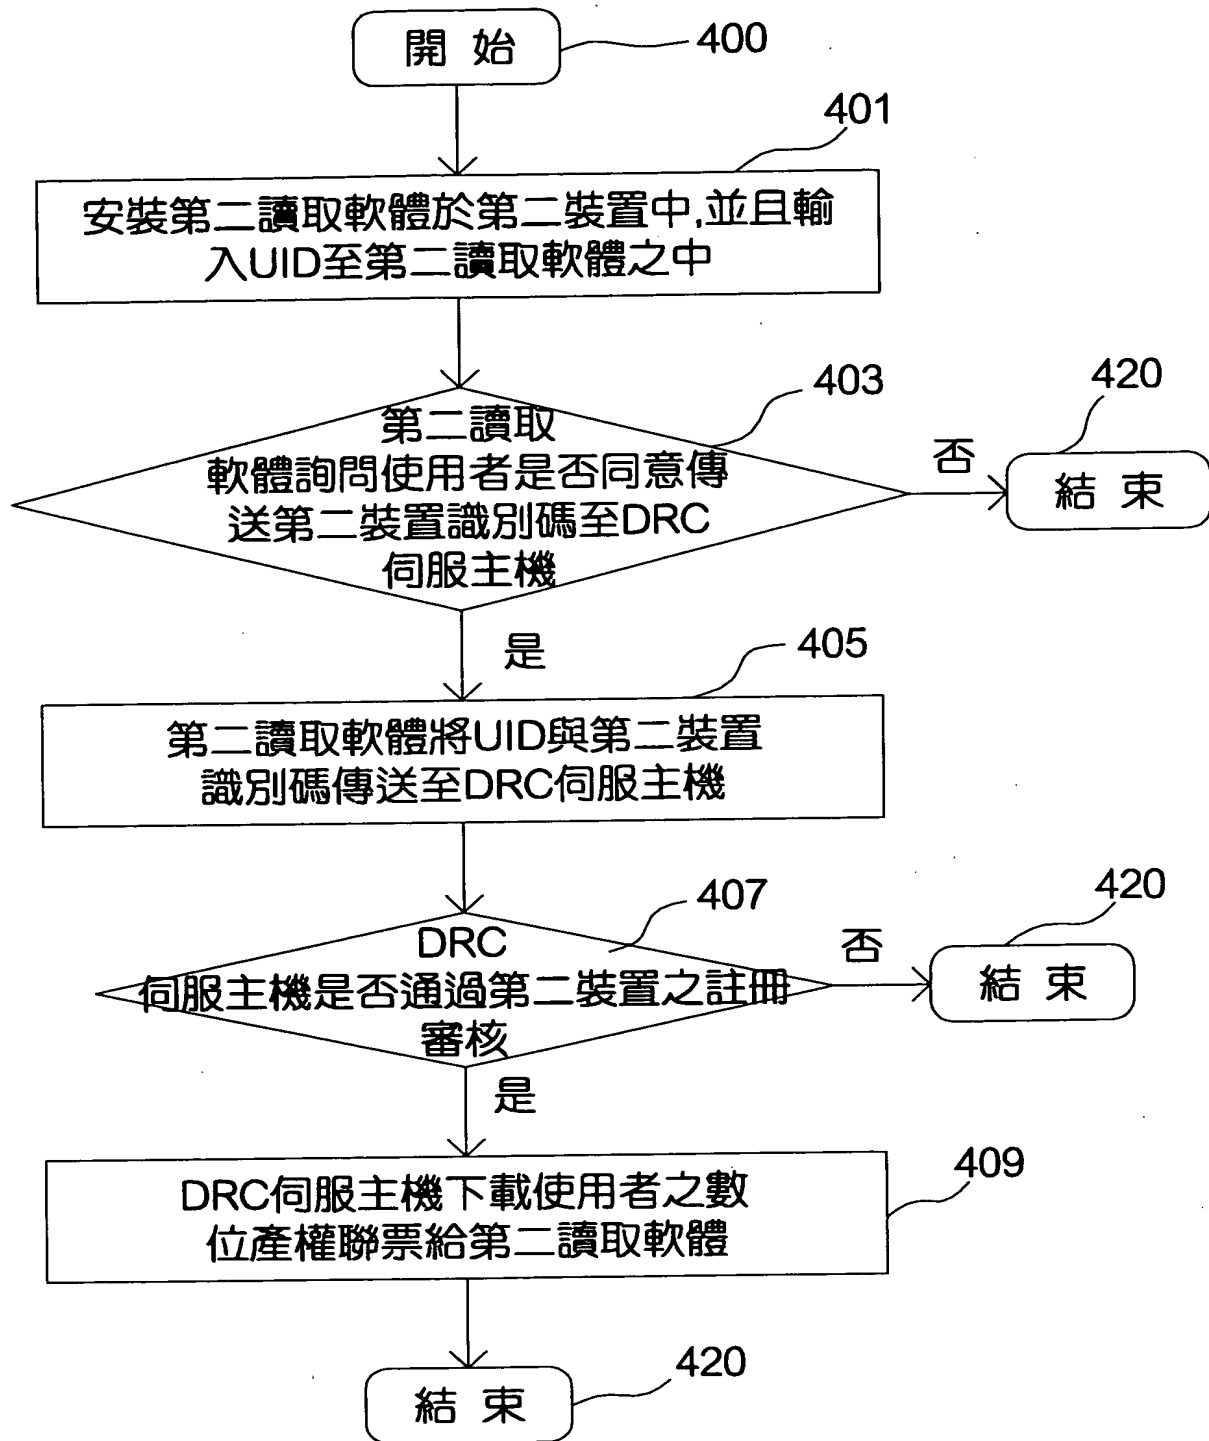 開 始
400
401
安裝第二讀取軟體於第二裝置中,並且輸
入UID至第二讀取軟體之中
403
420
第二讀取
軟體詢問使用者是否同意傳
送第二裝置識別碼至DRC
伺服主機
否
結 束
是
405
第二讀取軟體將UID與第二裝置
識別碼傳送至DRC伺服主機
407
420
DRC
伺服主機是否通過第二裝置之註冊
審核
否
結 束
是
409
DRC伺服主機下載使用者之數
位產權聯票給第二讀取軟體
420
結 束